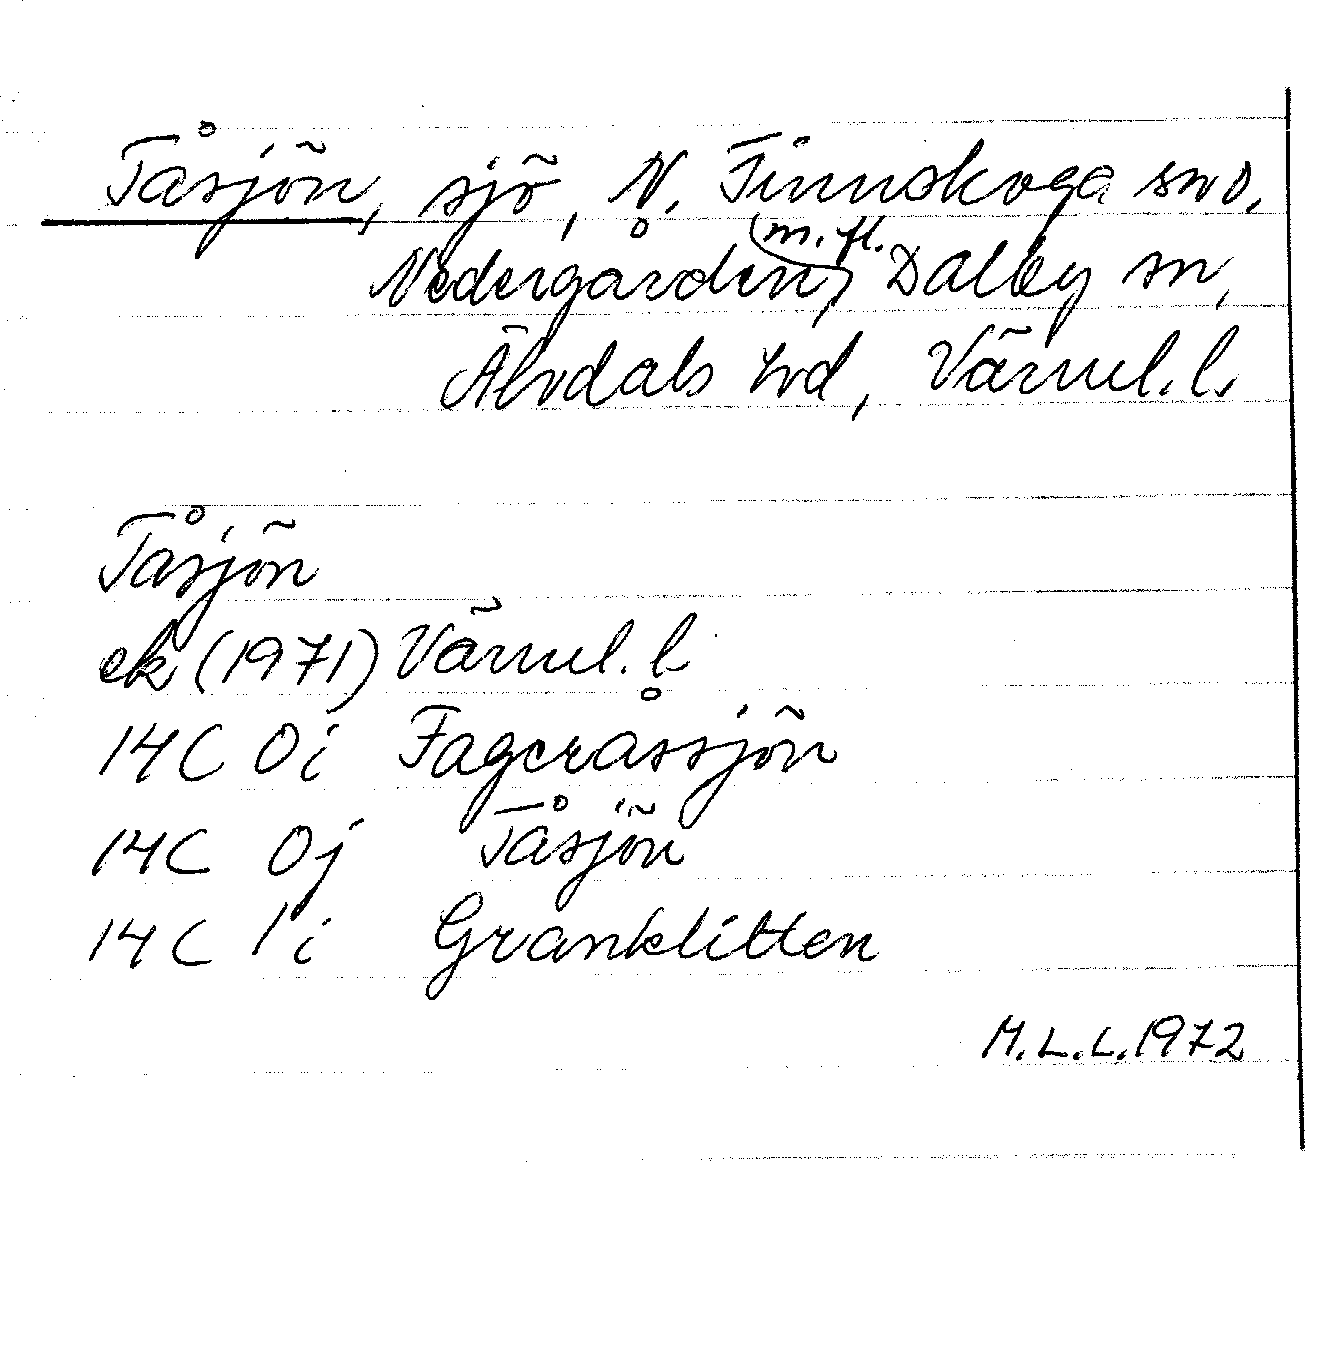 Tåsjön, sjö, N. Finnskoga sn o.
Nedergården, m.fl. Dalby sn,
Älvdals hd, Värml. l.
Tåsjön
ek (1971) Värml. l.
14C 0i Fageråssjön
14C 0j Tåsjön
14C 1i Granklitten
M.L.L. 1972